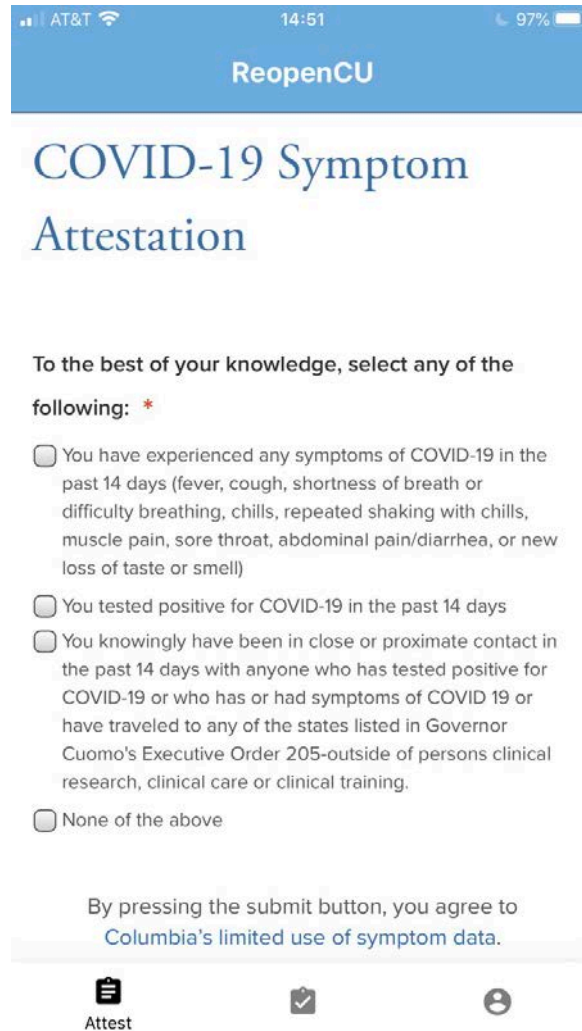 AT&T 14:51 97%
ReopenCU
COVID-19 Symptom
Attestation
To the best of your knowledge, select any of the
following: *
You have experienced any symptoms of COVID-19 in the
past 14 days (fever, cough, shortness of breath or
difficulty breathing, chills, repeated shaking with chills,
muscle pain, sore throat, abdominal pain/diarrhea, or new
loss of taste or smell)
You tested positive for COVID-19 in the past 14 days
You knowingly have been in close or proximate contact in
the past 14 days with anyone who has tested positive for
COVID-19 or who has or had symptoms of COVID 19 or
have traveled to any of the states listed in Governor
Cuomo's Executive Order 205-outside of persons clinical
research, clinical care or clinical training.
None of the above
By pressing the submit button, you agree to
Columbia's limited use of symptom data.
Attest